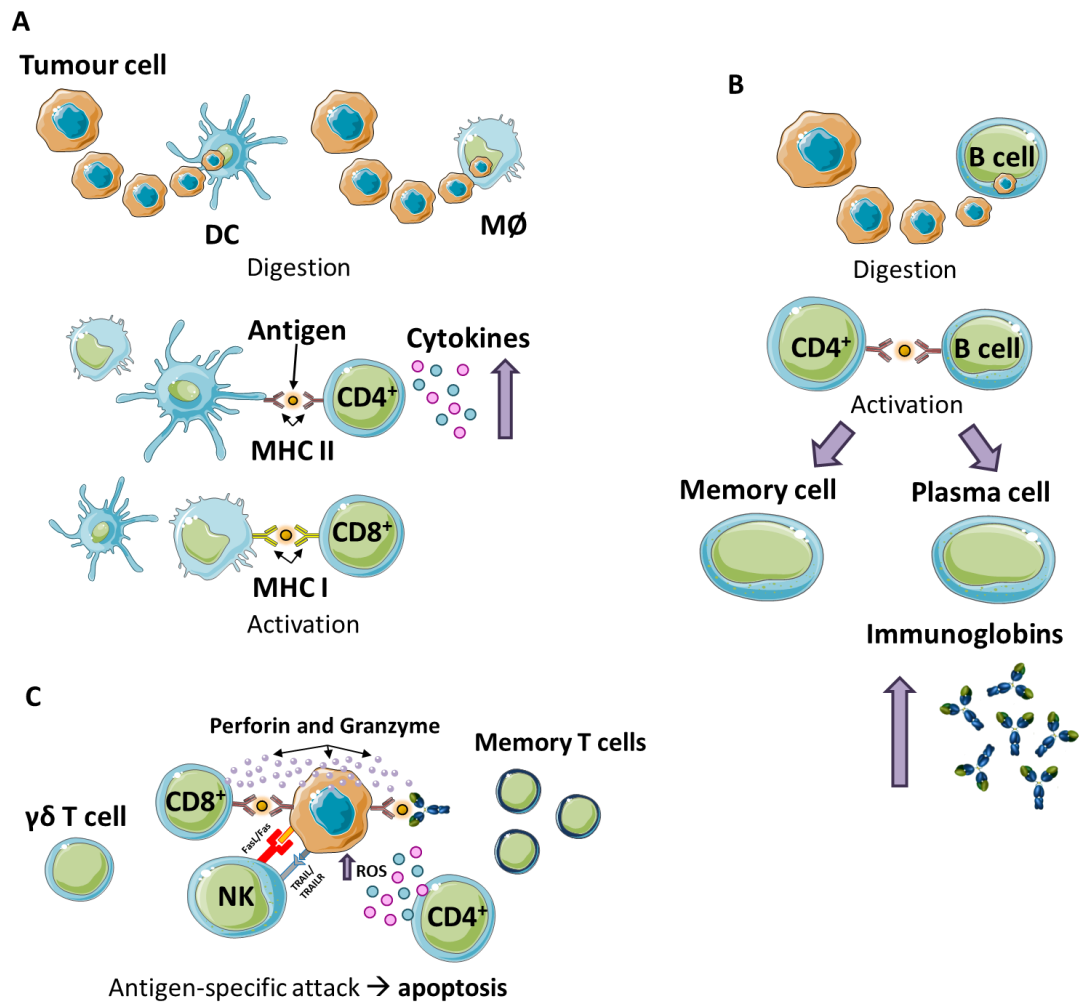 A
Tumour cell
DC
MØ
Digestion
Antigen
Cytokines
CD4+
MHC II
CD8+
MHC I
Activation
B
B cell
Digestion
CD4+
B cell
Activation
Memory cell
Plasma cell
Immunoglobins
C
Perforin and Granzyme
Memory T cells
CD8+
γδ T cell
FasL/Fas
TRAIL/
TRAILR
ROS
NK
CD4+
Antigen-specific attack → apoptosis